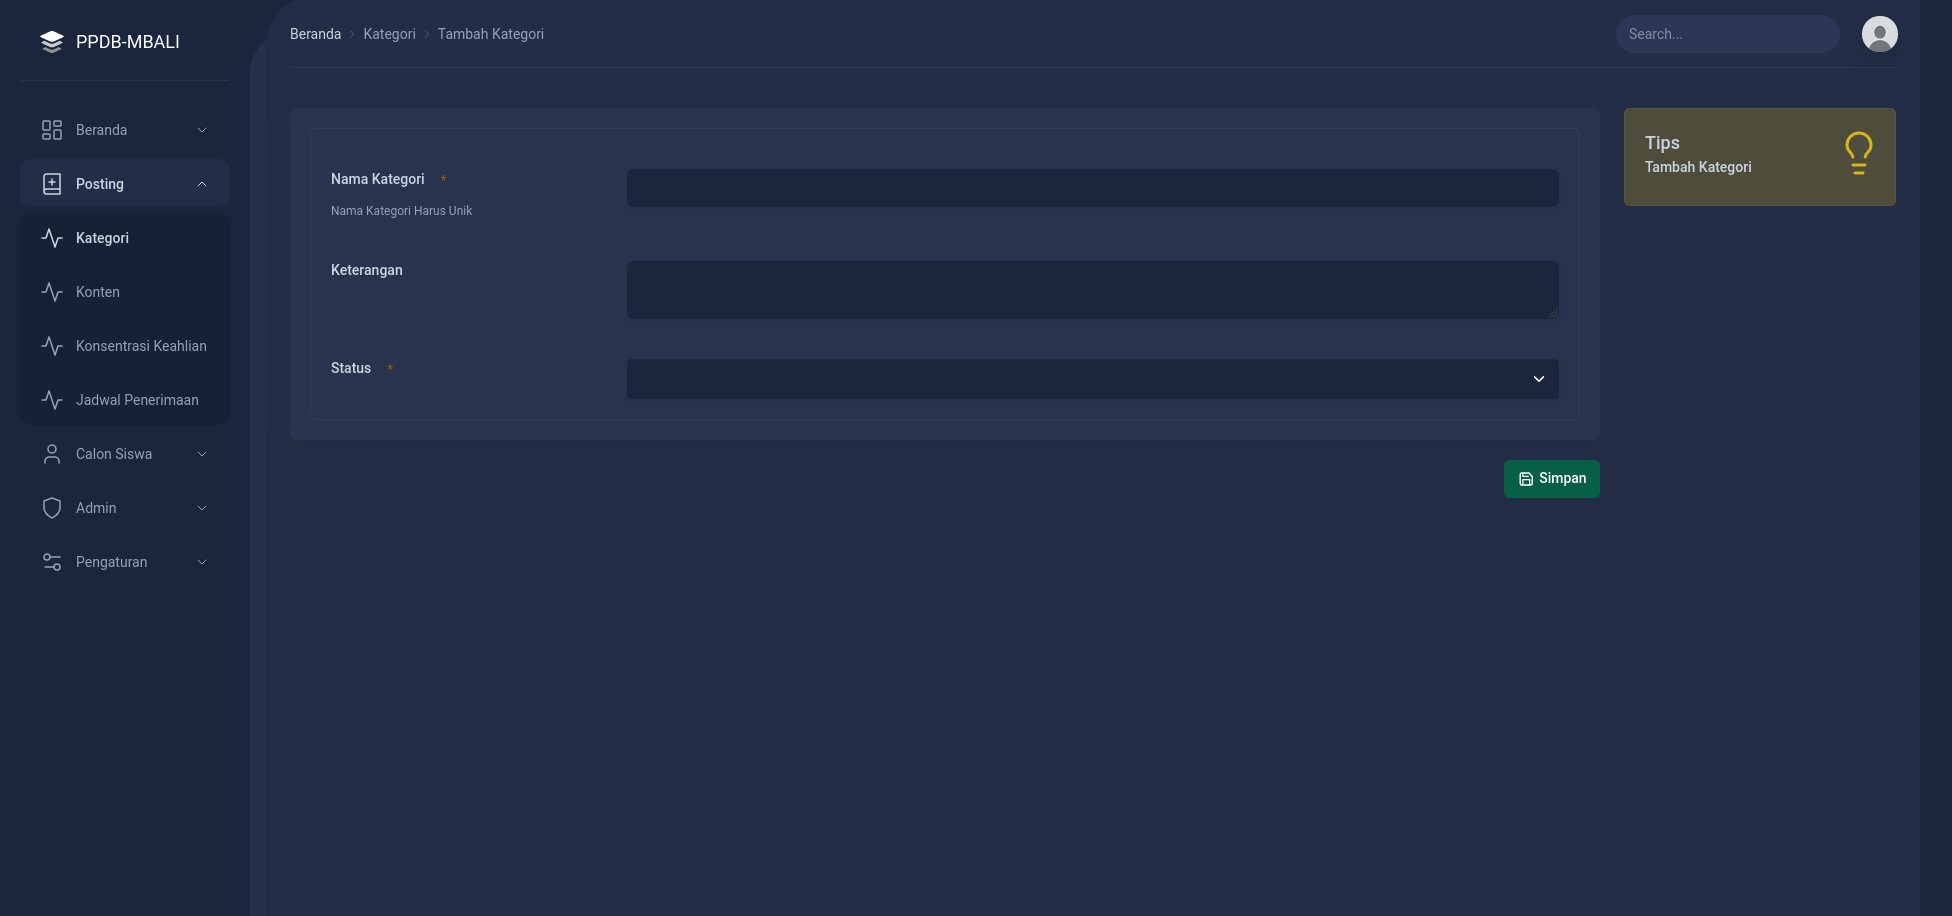 PPDB-MBALI
Beranda
Posting
Kategori
Konten
Konsentrasi Keahlian
Jadwal Penerimaan
Calon Siswa
Admin
Pengaturan
Beranda > Kategori > Tambah Kategori
Search...
Nama Kategori *
Nama Kategori Harus Unik
Keterangan
Status *
Simpan
Tips
Tambah Kategori